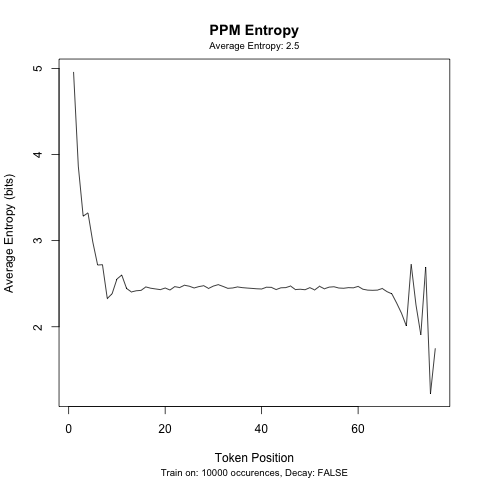 PPM Entropy
Average Entropy: 2.5
Average Entropy (bits)
5
4
3
2
0
20
40
60
Token Position
Train on: 10000 occurences, Decay: FALSE